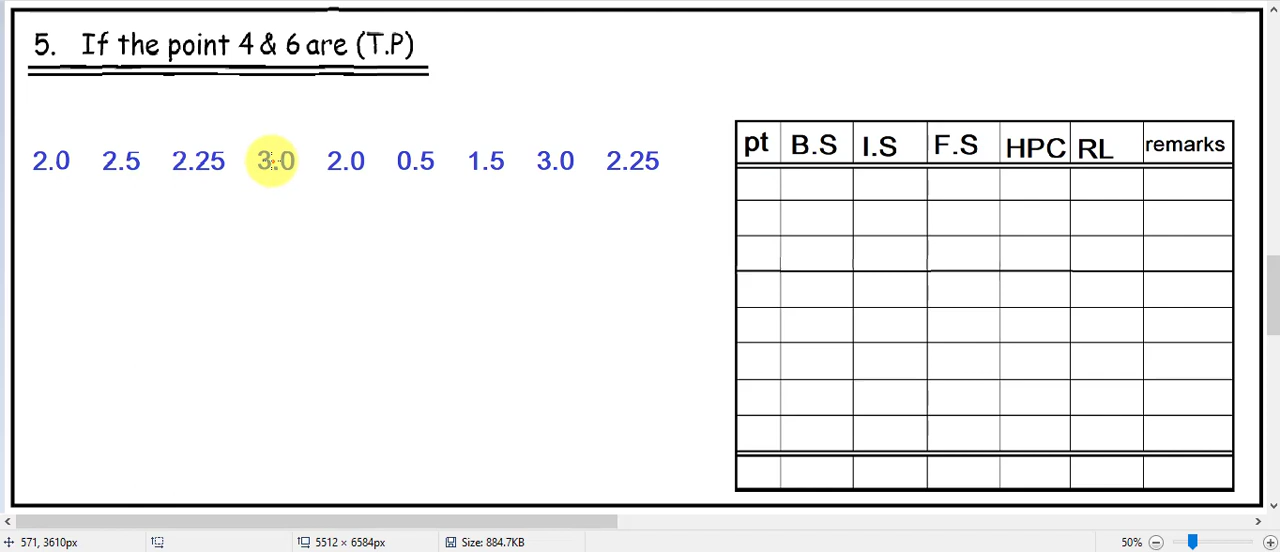 5. If the point 4 & 6 are (T.P)
2.0 2.5 2.25 3.0 2.0 0.5 1.5 3.0 2.25
pt B.S I.S F.S HPC RL remarks
571, 3610px 5512 × 6584px Size: 884.7KB 50%